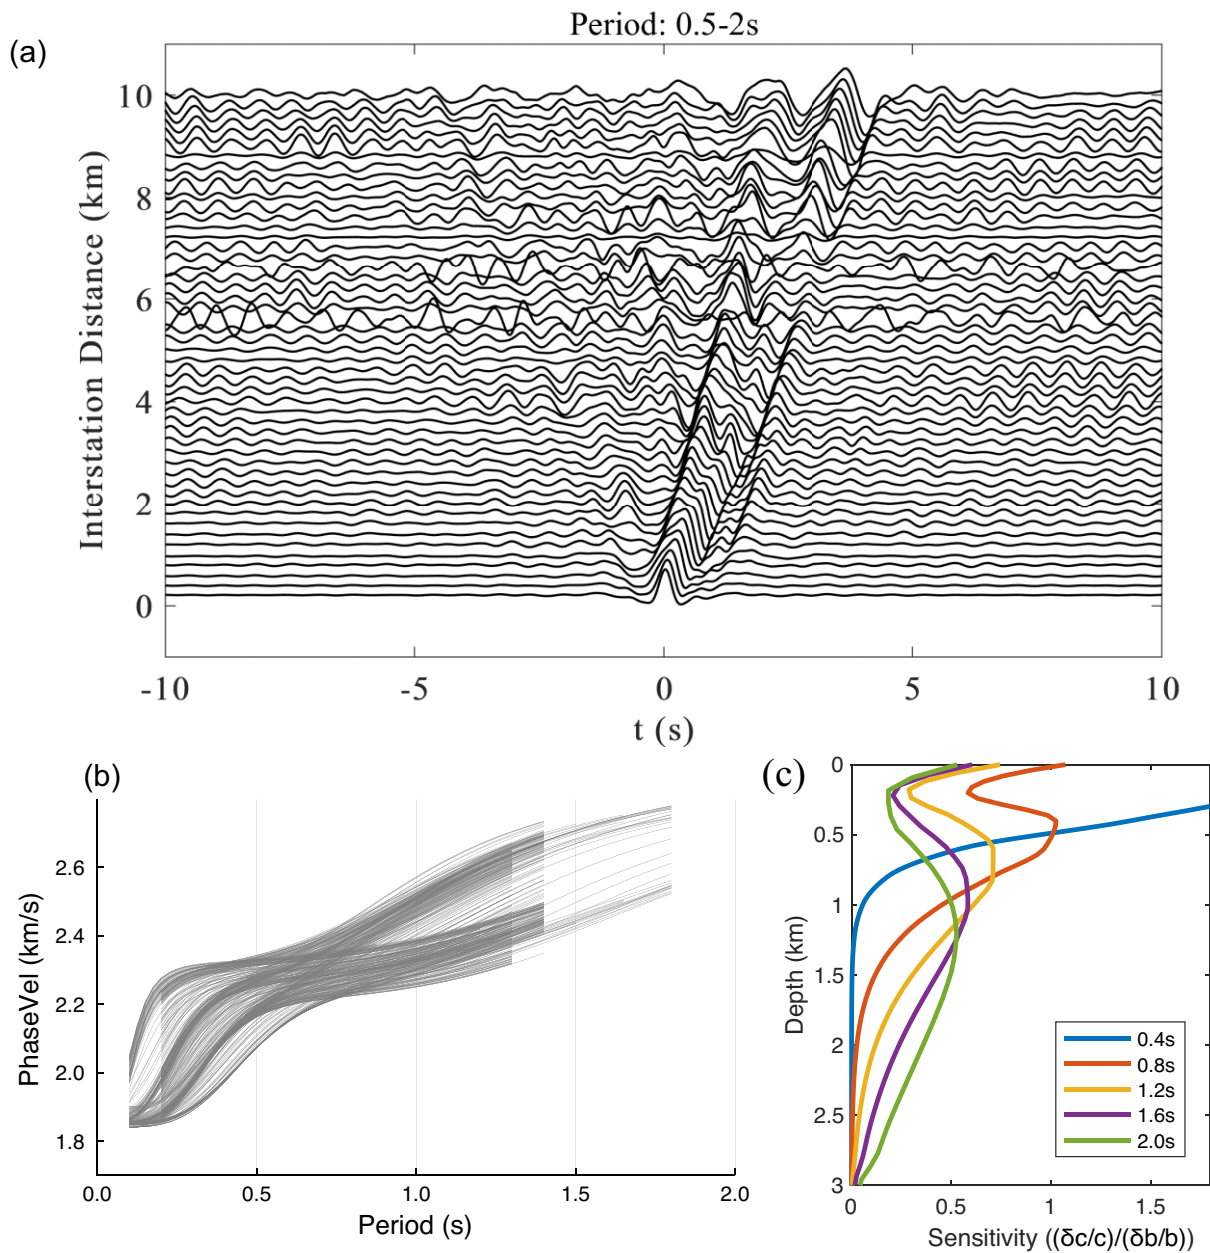 Period: 0.5-2s
(a)
Interstation Distance (km)
10
8
6
4
2
0
-10
-5
0
5
10
t (s)
(b)
PhaseVel (km/s)
2.6
2.4
2.2
2.0
1.8
0.0
0.5
1.0
1.5
2.0
Period (s)
(c)
Depth (km)
0
0.5
1
1.5
2
2.5
3
0.4s
0.8s
1.2s
1.6s
2.0s
0
0.5
1
1.5
Sensitivity ((δc/c)/(δb/b))